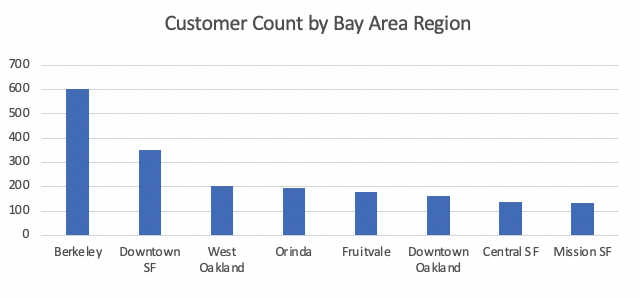 Customer Count by Bay Area Region
700
600
500
400
300
200
100
0
Berkeley
Downtown
SF
West
Oakland
Orinda
Fruitvale
Downtown
Oakland
Central SF
Mission SF